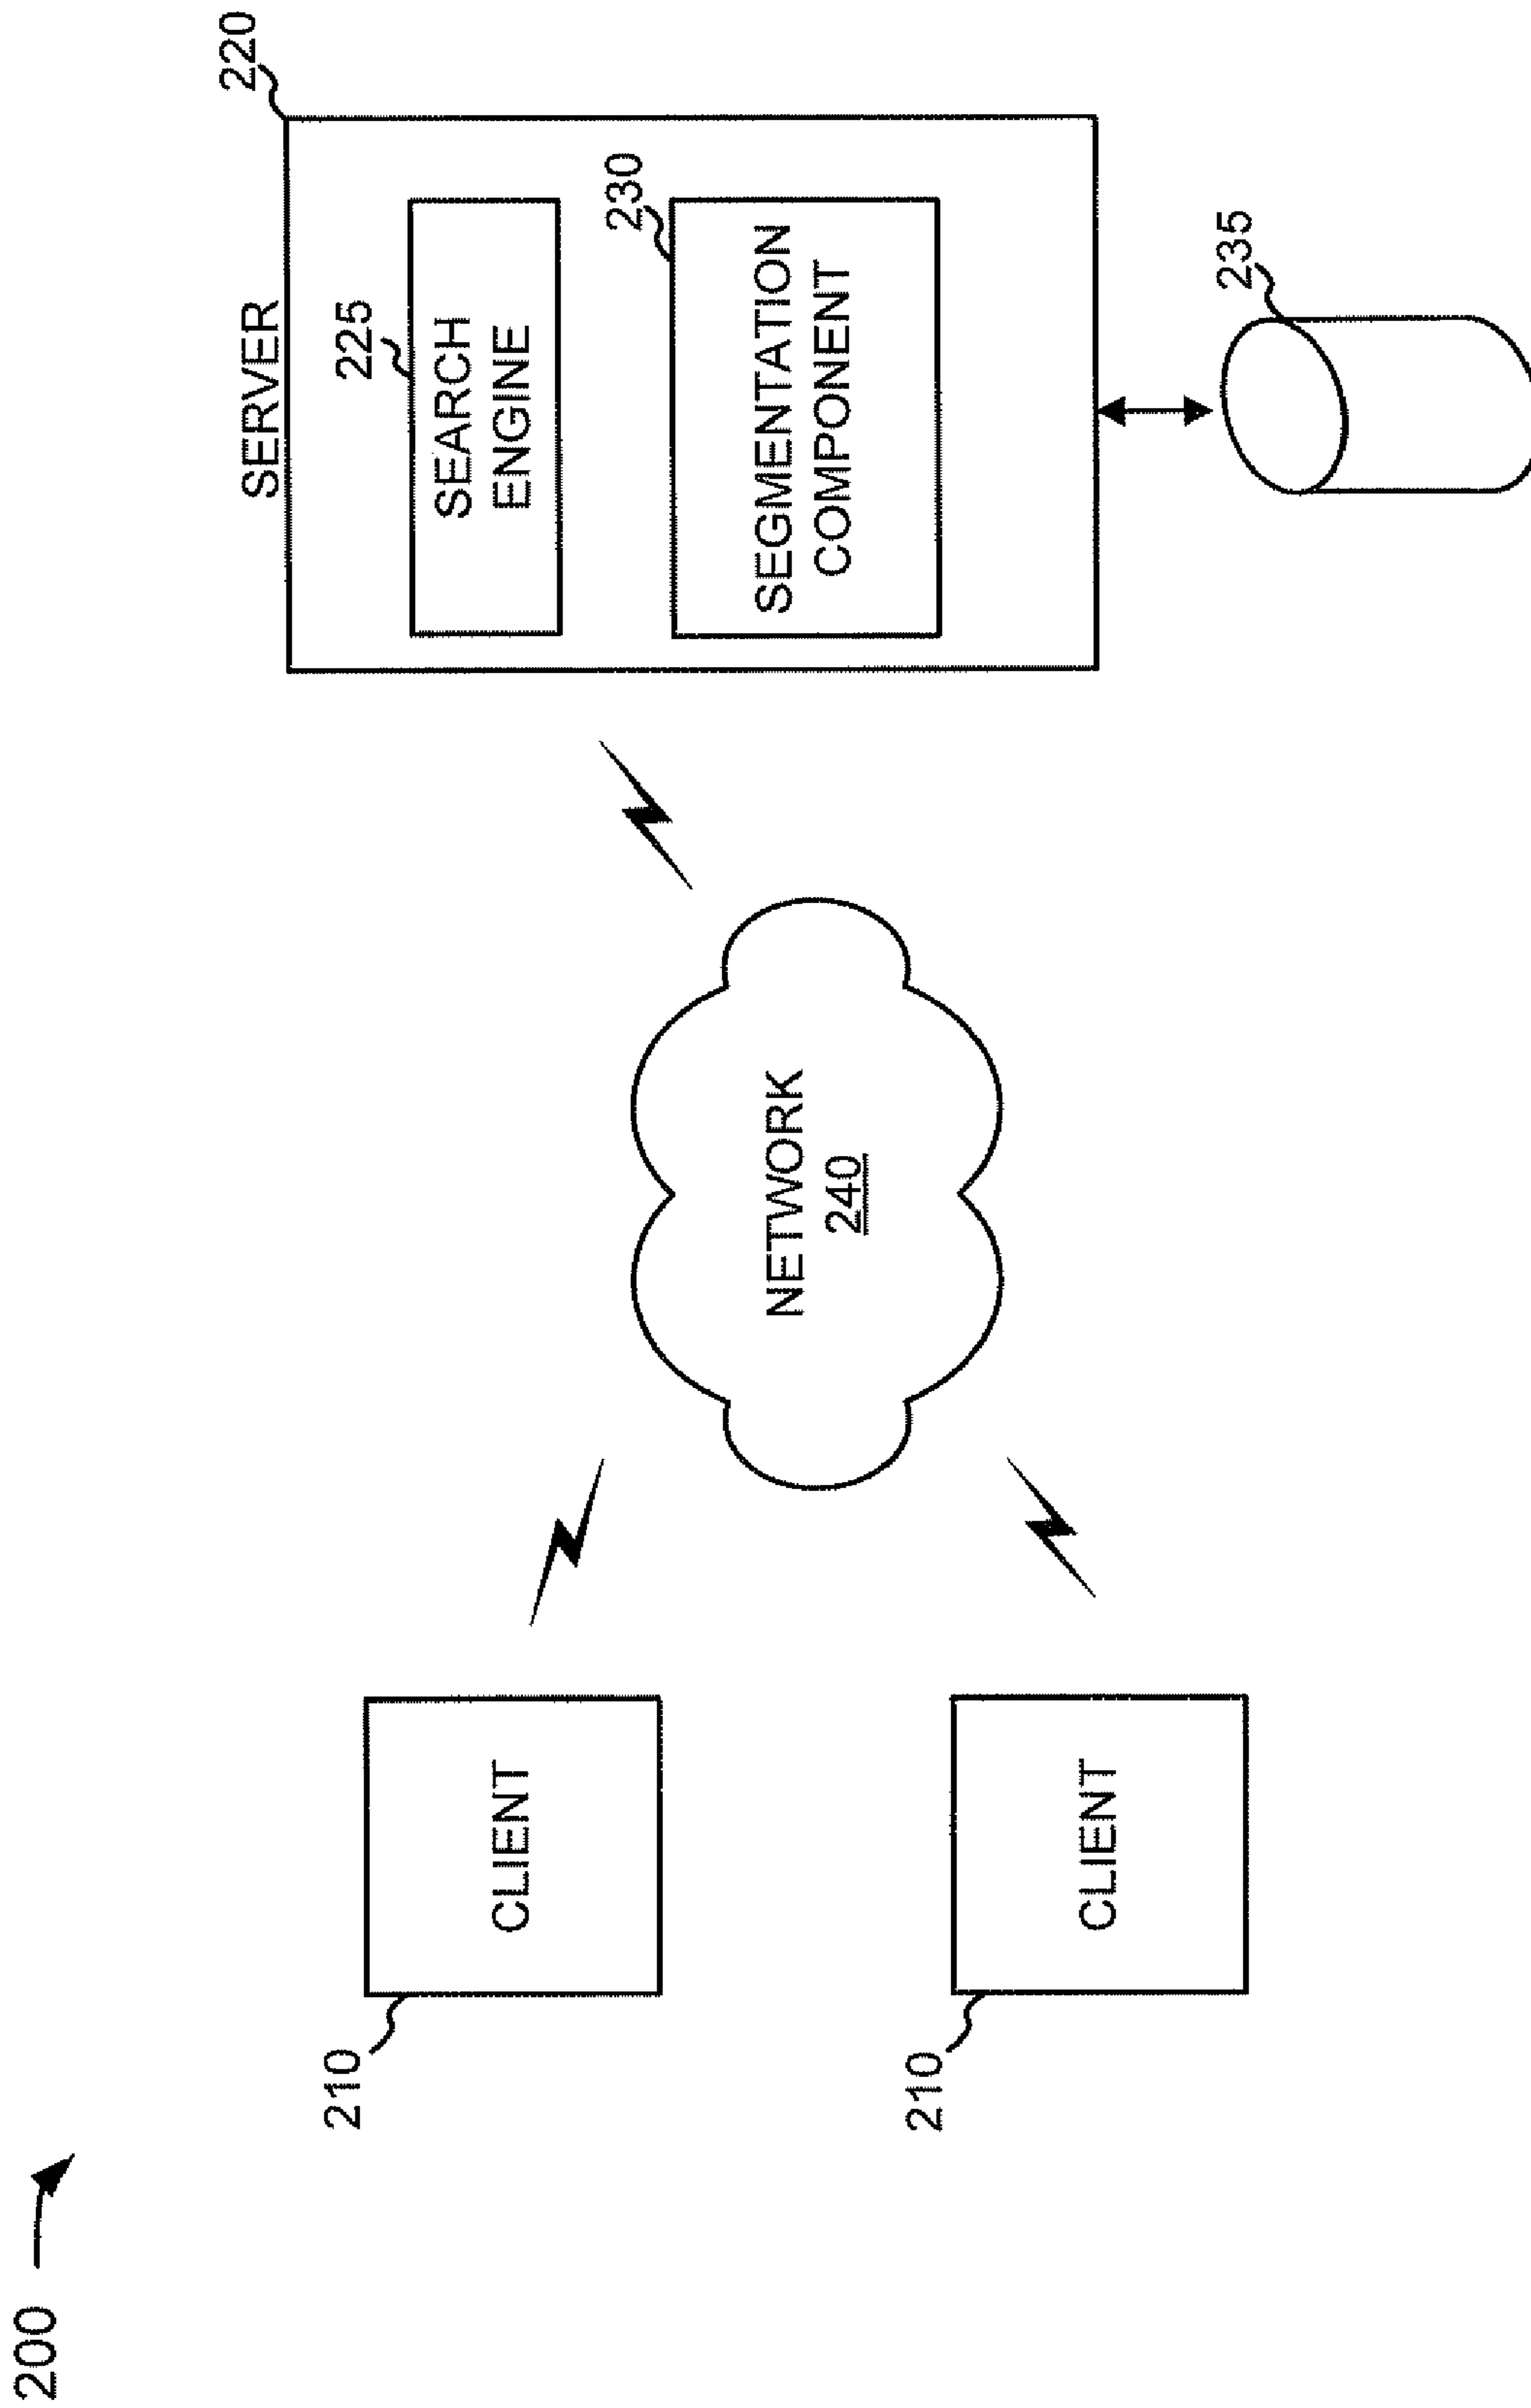 200
SERVER
220
225
SEARCH
ENGINE
230
SEGMENTATION
COMPONENT
235
NETWORK
240
210
CLIENT
210
CLIENT